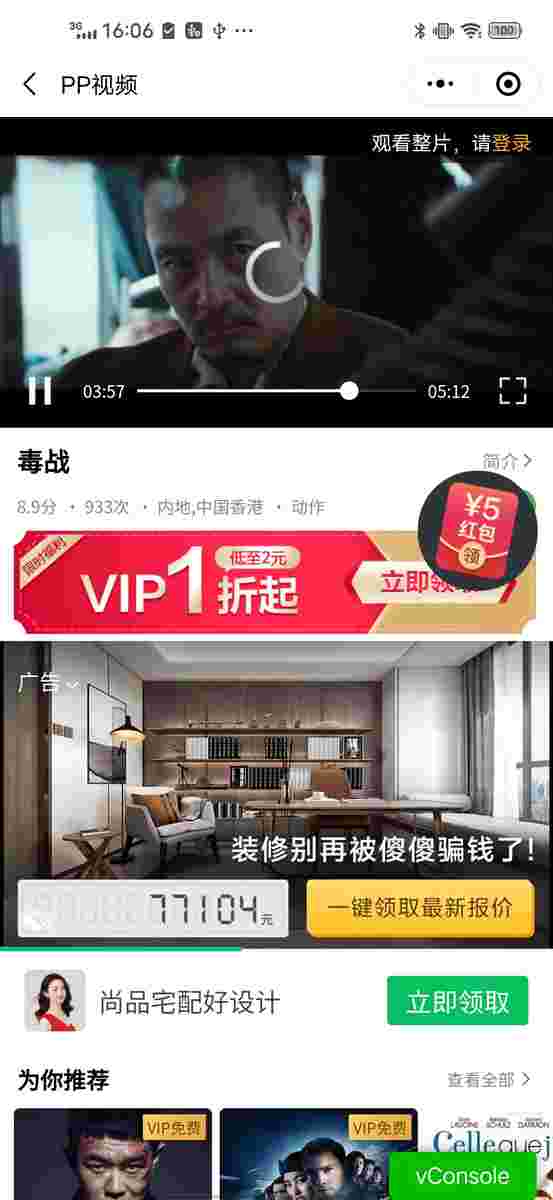 3G 16:06 100
PP视频
观看整片，请登录
03:57 05:12
毒战
简介
8.9分 · 933次 · 内地,中国香港 · 动作
¥5
红包
领
限时福利
低至2元
VIP1折起
立即领取
广告
装修别再被傻傻骗钱了!
77104元
一键领取最新报价
尚品宅配好设计
立即领取
为你推荐
查看全部
VIP免费
VIP免费
vConsole